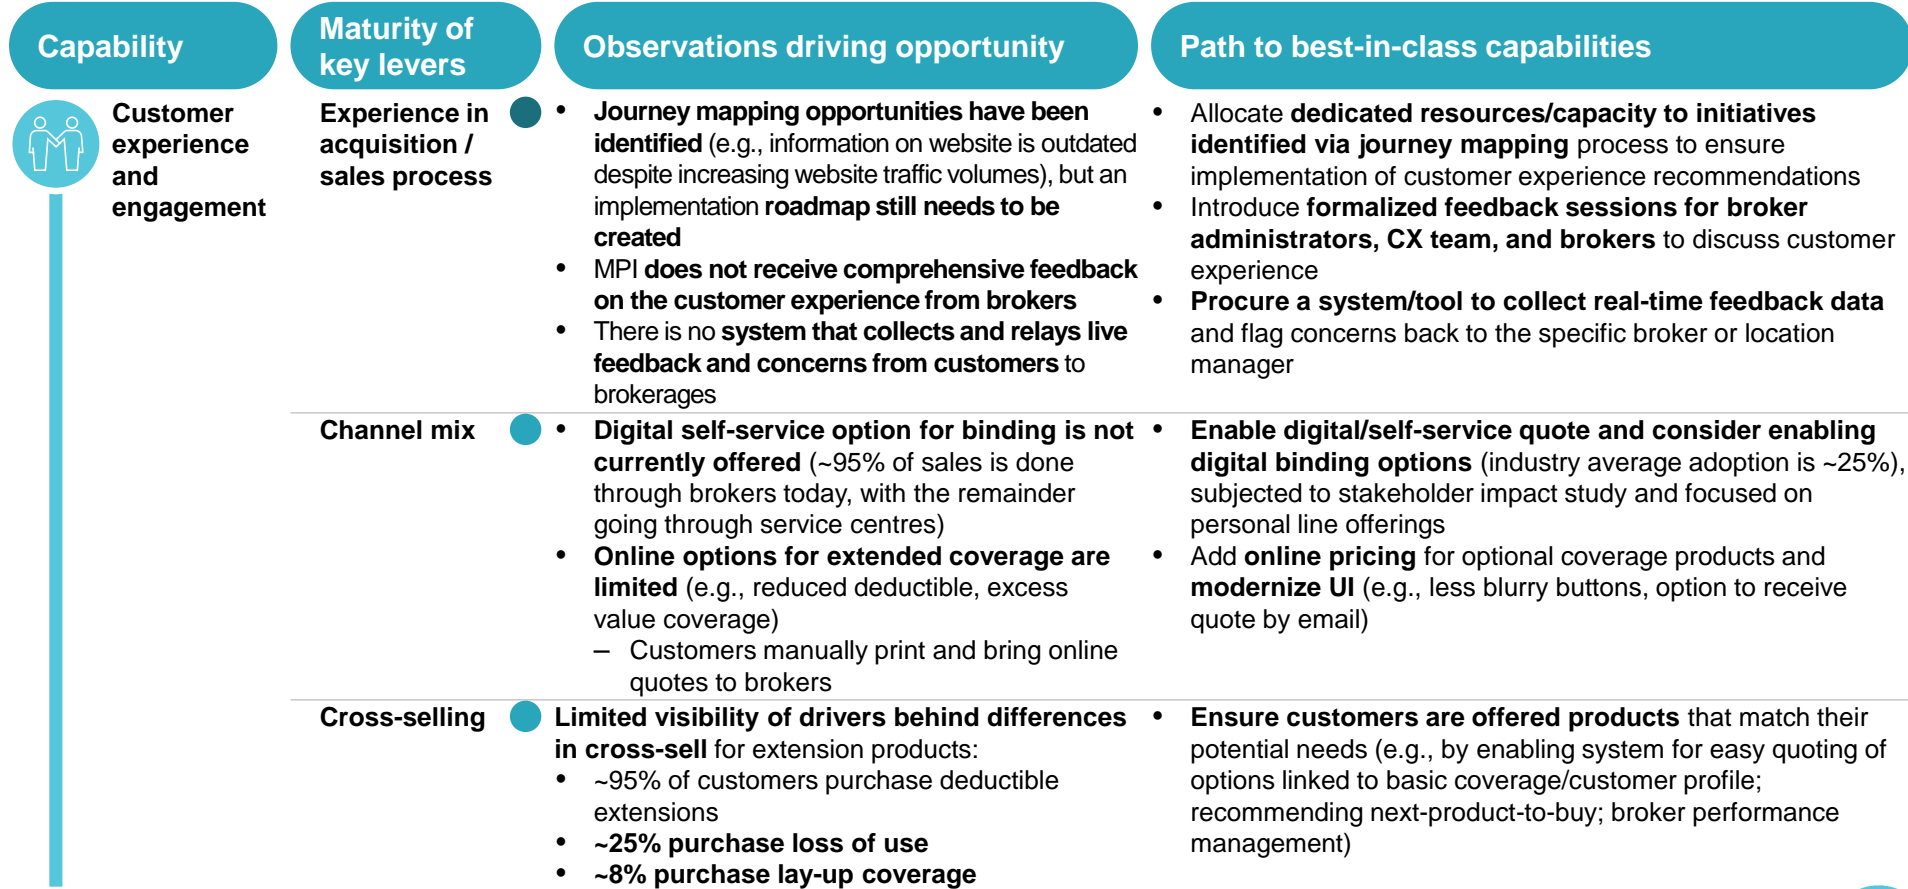 Capability
Maturity of
key levers
Observations driving opportunity
Path to best-in-class capabilities
Customer
experience
and
engagement
Experience in
acquisition /
sales process
• Journey mapping opportunities have been
identified (e.g., information on website is outdated
despite increasing website traffic volumes), but an
implementation roadmap still needs to be
created
• MPI does not receive comprehensive feedback
on the customer experience from brokers
• There is no system that collects and relays live
feedback and concerns from customers to
brokerages
• Allocate dedicated resources/capacity to initiatives
identified via journey mapping process to ensure
implementation of customer experience recommendations
• Introduce formalized feedback sessions for broker
administrators, CX team, and brokers to discuss customer
experience
• Procure a system/tool to collect real-time feedback data
and flag concerns back to the specific broker or location
manager
Channel mix
• Digital self-service option for binding is not
currently offered (~95% of sales is done
through brokers today, with the remainder
going through service centres)
• Online options for extended coverage are
limited (e.g., reduced deductible, excess
value coverage)
– Customers manually print and bring online
quotes to brokers
• Enable digital/self-service quote and consider enabling
digital binding options (industry average adoption is ~25%),
subjected to stakeholder impact study and focused on
personal line offerings
• Add online pricing for optional coverage products and
modernize UI (e.g., less blurry buttons, option to receive
quote by email)
Cross-selling
Limited visibility of drivers behind differences
in cross-sell for extension products:
• ~95% of customers purchase deductible
extensions
• ~25% purchase loss of use
• ~8% purchase lay-up coverage
• Ensure customers are offered products that match their
potential needs (e.g., by enabling system for easy quoting of
options linked to basic coverage/customer profile;
recommending next-product-to-buy; broker performance
management)